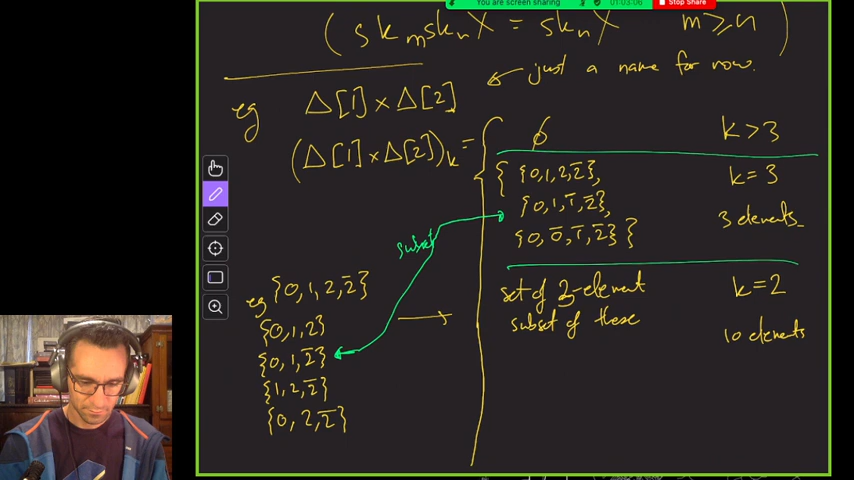 You are screen sharing
01:03:06
Stop Share
( sk_m sk_n X = sk_n X m ≥ n )
just a name for now.
eg Δ[1] × Δ[2]
(Δ[1] × Δ[2])_k =
∅ k > 3
{ {0,1,2,2̅}, k = 3
{0,1,1̅,2̅}, 3 elements
{0,0̅,1̅,2̅} }
subset
set of 3-element k = 2
subset of these 10 elements
eg {0,1,2,2̅}
{0,1,2}
{0,1,2̅}
{1,2,2̅}
{0,2,2̅}